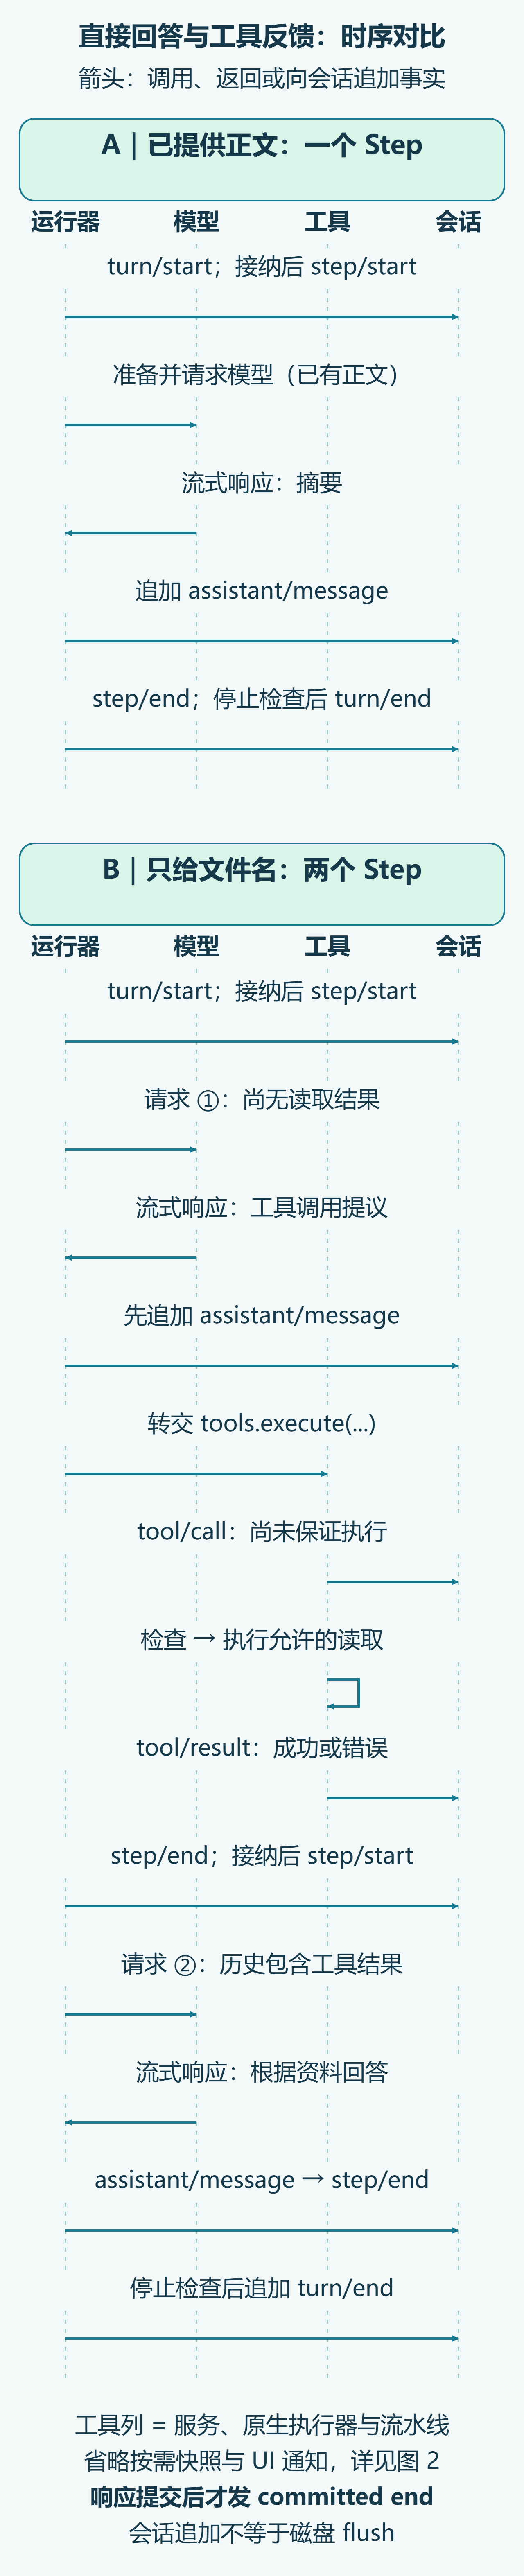 直接回答与工具反馈：时序对比
箭头：调用、返回或向会话追加事实
A｜已提供正文：一个 Step
运行器 模型 工具 会话
turn/start；接纳后 step/start
准备并请求模型（已有正文）
流式响应：摘要
追加 assistant/message
step/end；停止检查后 turn/end
B｜只给文件名：两个 Step
运行器 模型 工具 会话
turn/start；接纳后 step/start
请求 ①：尚无读取结果
流式响应：工具调用提议
先追加 assistant/message
转交 tools.execute(...)
tool/call：尚未保证执行
检查 → 执行允许的读取
tool/result：成功或错误
step/end；接纳后 step/start
请求 ②：历史包含工具结果
流式响应：根据资料回答
assistant/message → step/end
停止检查后追加 turn/end
工具列 = 服务、原生执行器与流水线
省略按需快照与 UI 通知，详见图 2
响应提交后才发 committed end
会话追加不等于磁盘 flush